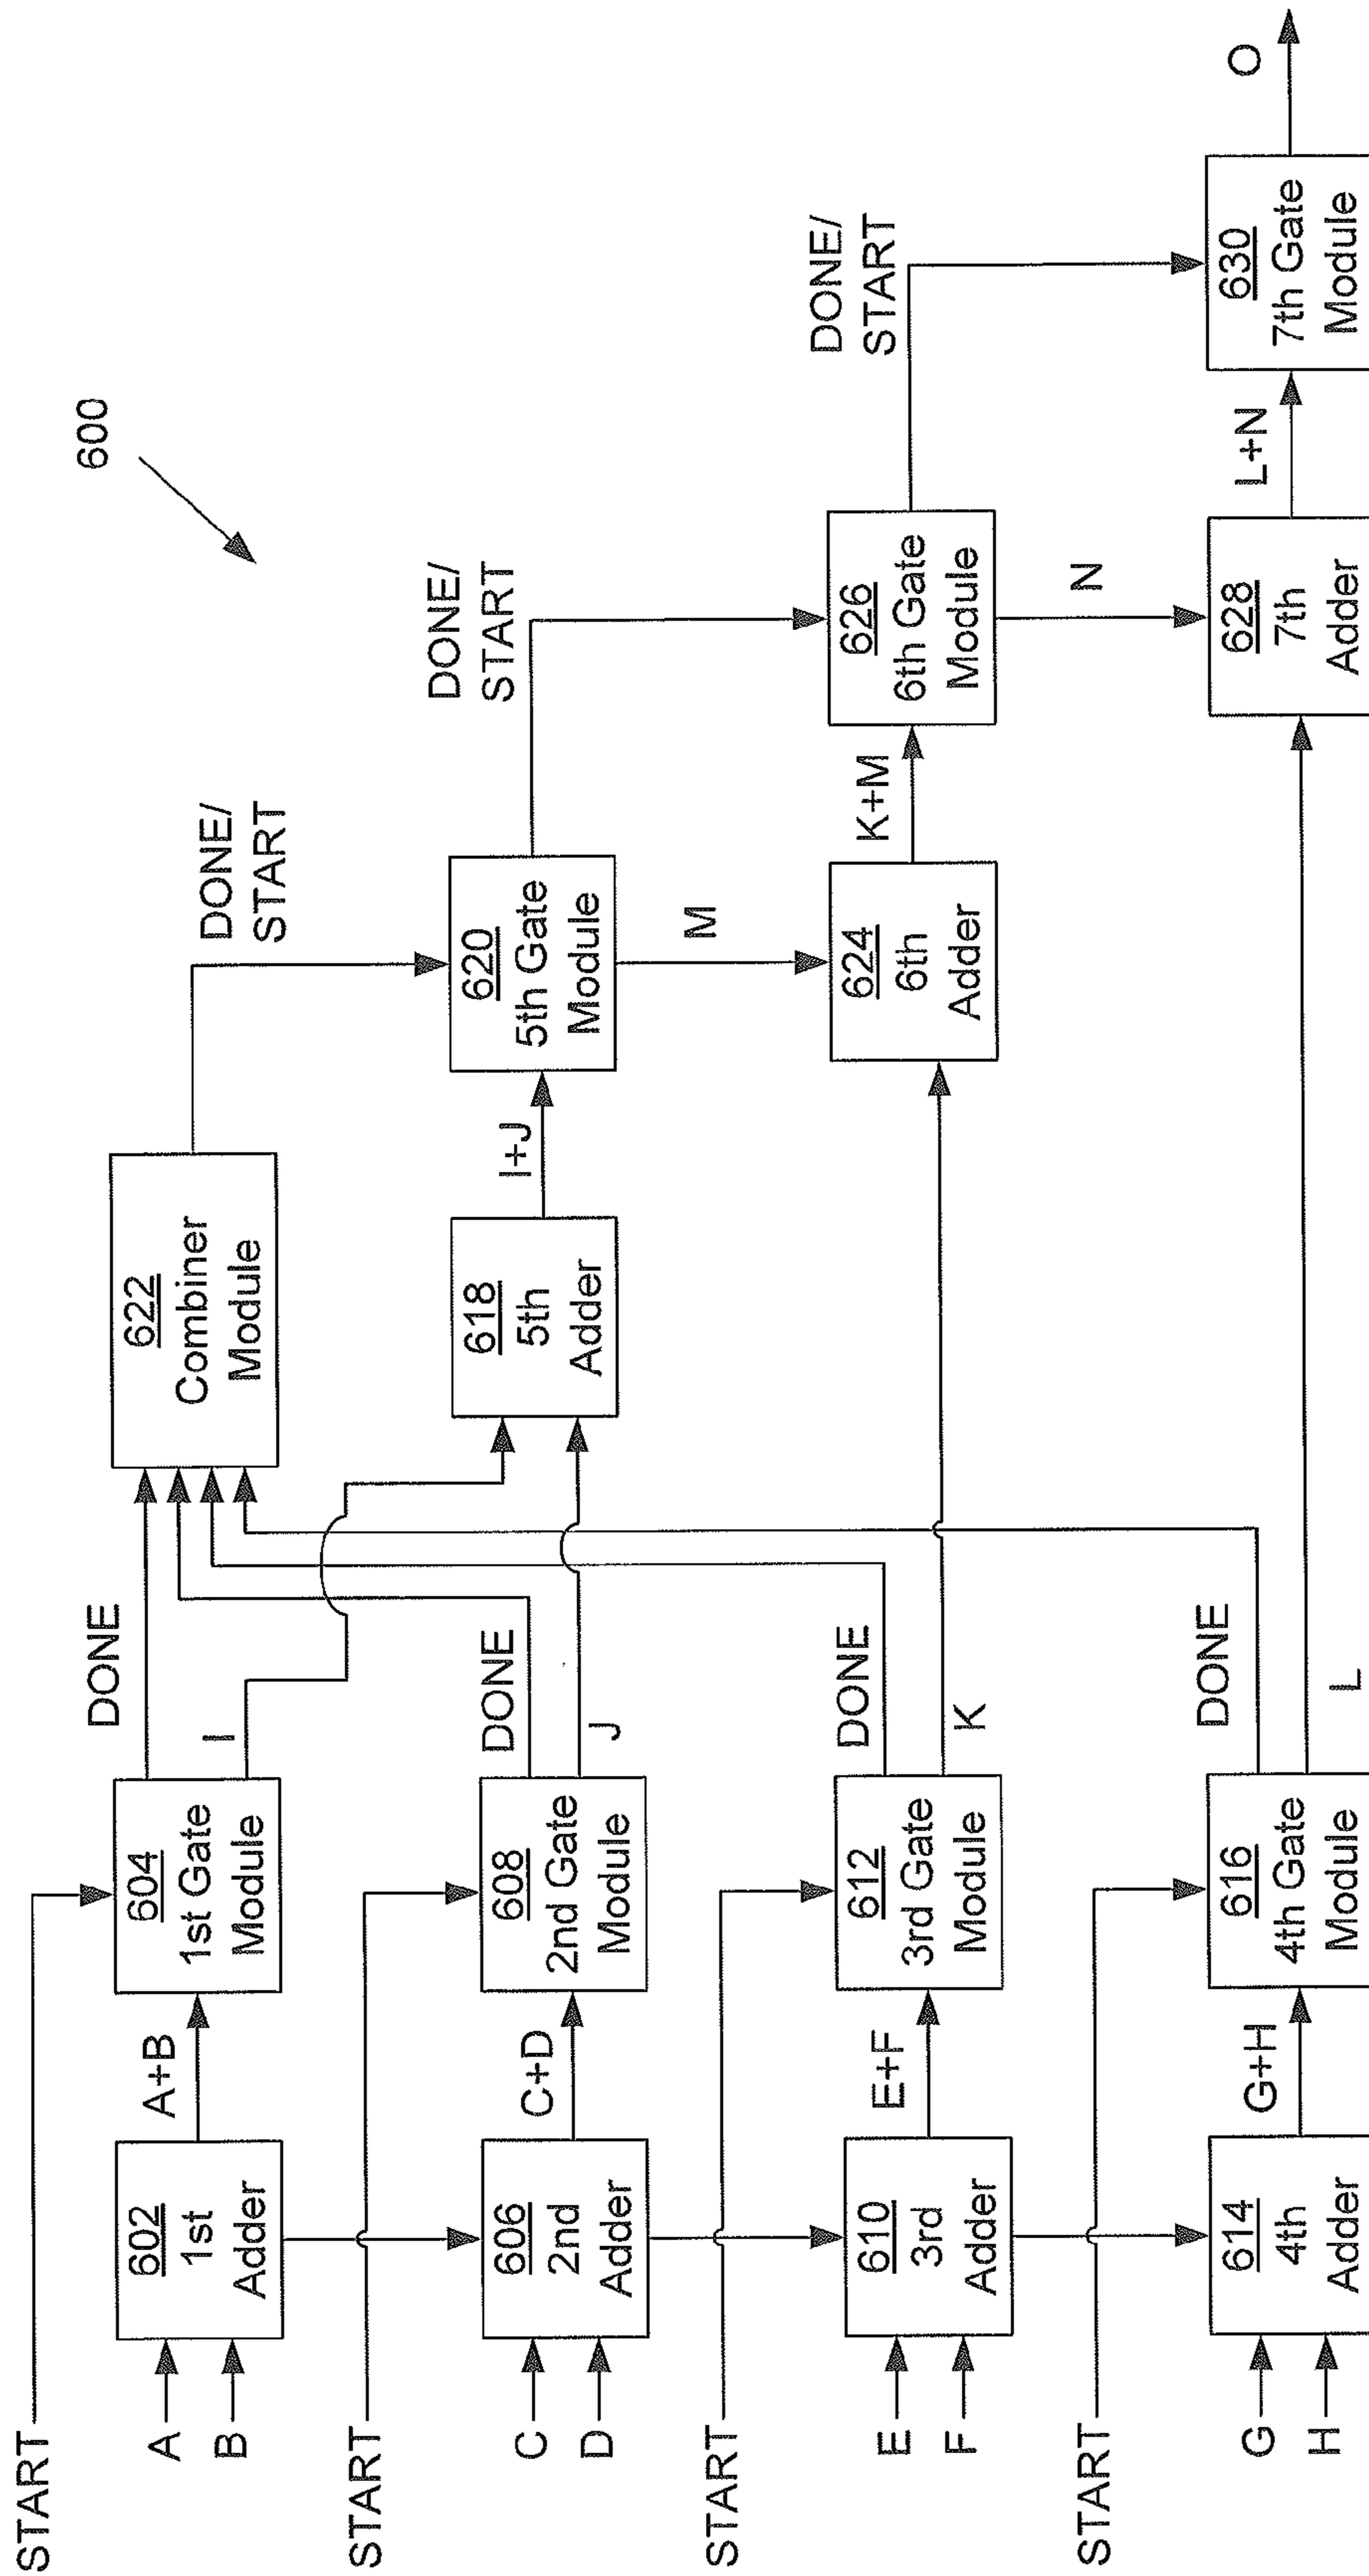 600
START
A
B
602
1st
Adder
A+B
604
1st Gate
Module
DONE
I
622
Combiner
Module
DONE/
START
START
C
D
606
2nd
Adder
C+D
608
2nd Gate
Module
DONE
J
618
5th
Adder
I+J
620
5th Gate
Module
DONE/
START
M
START
E
F
610
3rd
Adder
E+F
612
3rd Gate
Module
DONE
K
624
6th
Adder
K+M
626
6th Gate
Module
DONE/
START
N
START
G
H
614
4th
Adder
G+H
616
4th Gate
Module
DONE
L
628
7th
Adder
L+N
630
7th Gate
Module
O